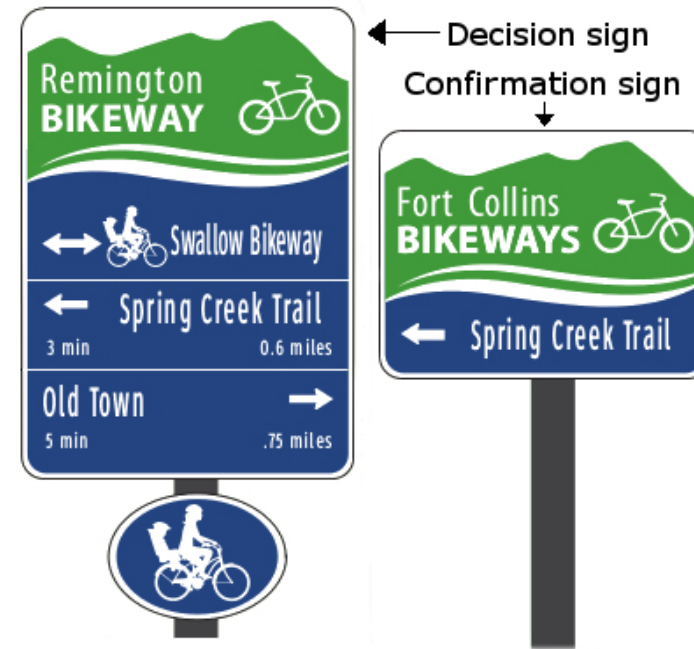 Decision sign
Confirmation sign
Remington
BIKEWAY
Swallow Bikeway
Spring Creek Trail
3 min 0.6 miles
Old Town
5 min .75 miles
Fort Collins
BIKEWAYS
Spring Creek Trail